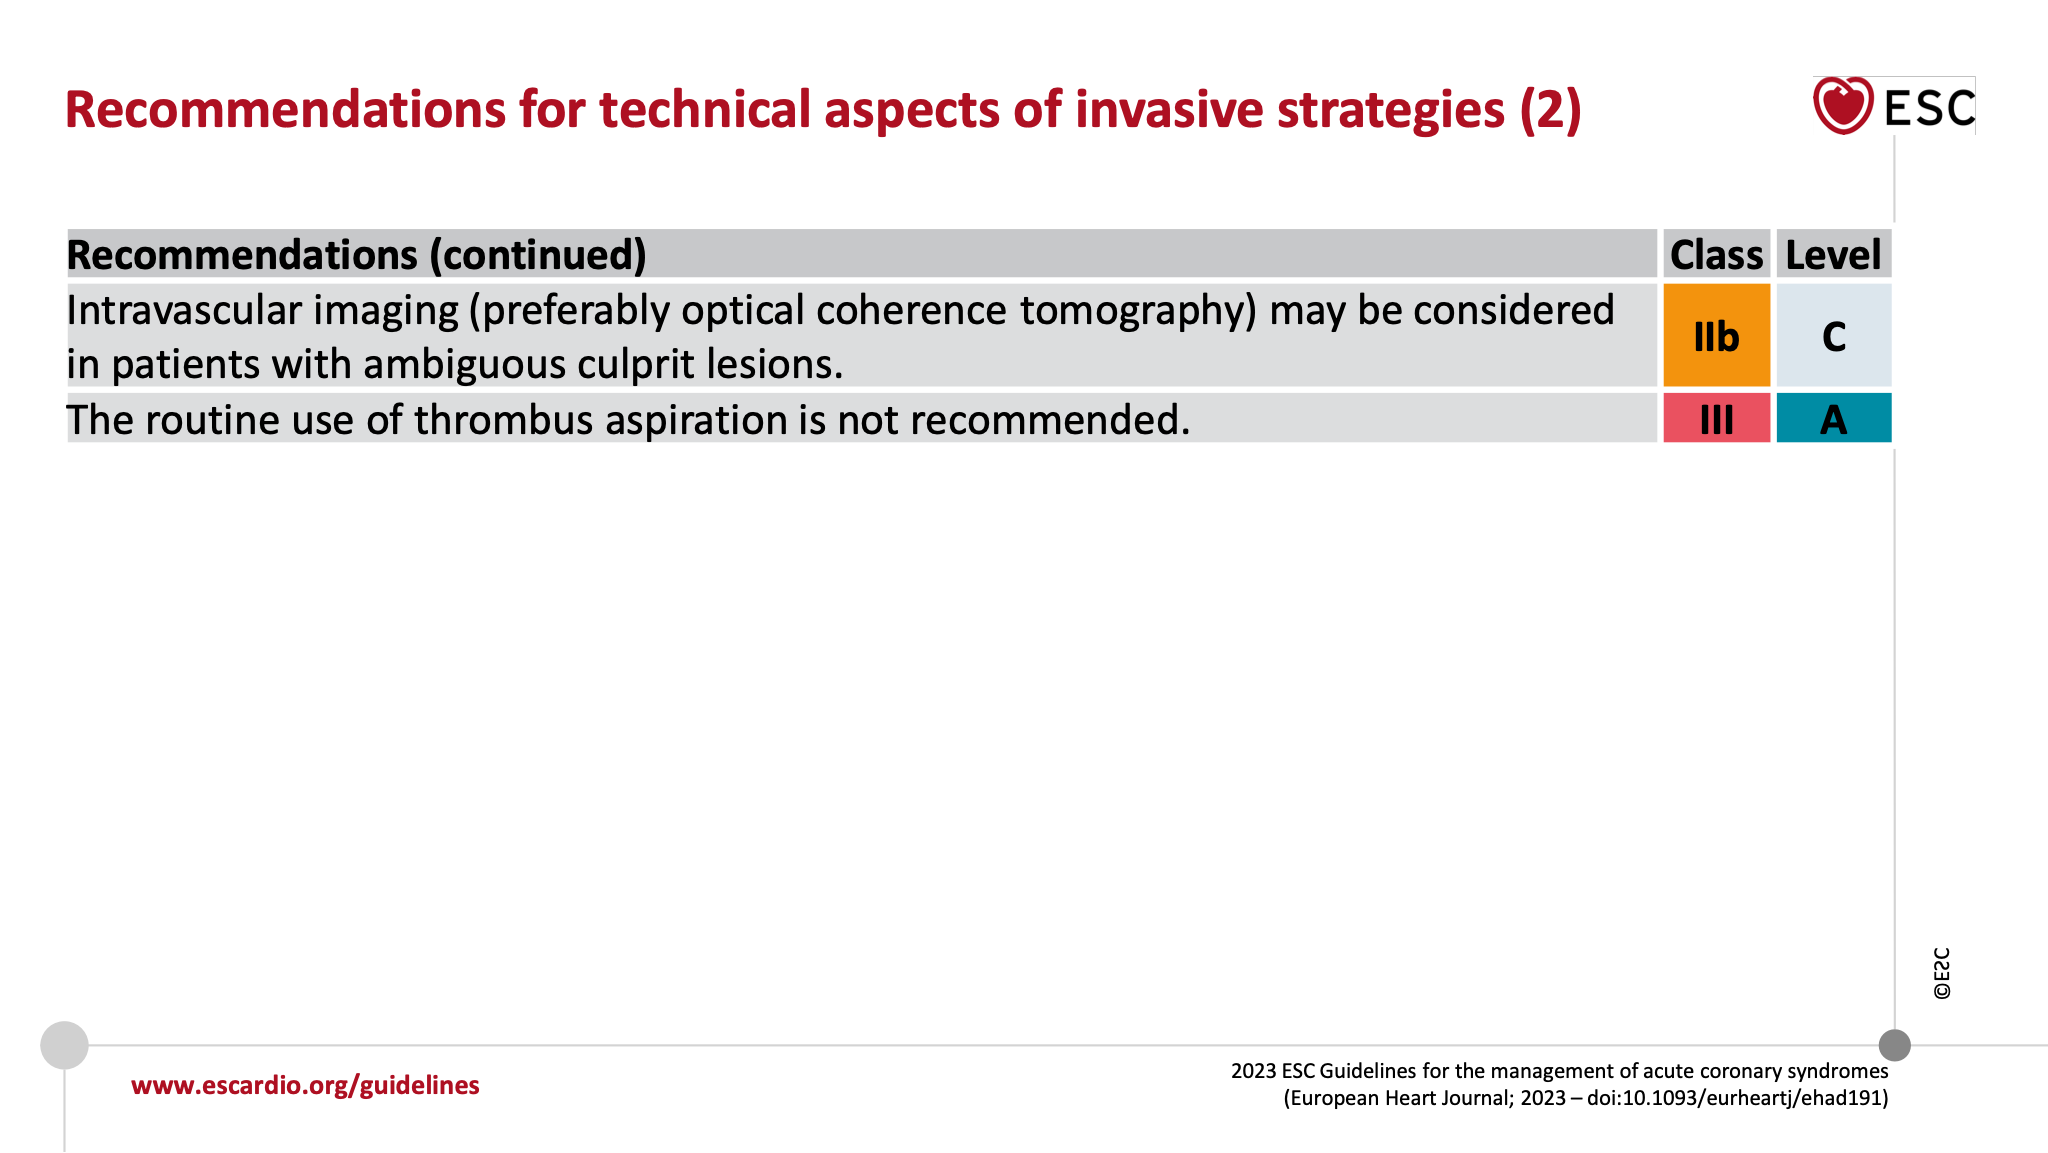 Recommendations for technical aspects of invasive strategies (2)
ESC
Recommendations (continued) Class Level
Intravascular imaging (preferably optical coherence tomography) may be considered
in patients with ambiguous culprit lesions. IIb C
The routine use of thrombus aspiration is not recommended. III A
©ESC
www.escardio.org/guidelines
2023 ESC Guidelines for the management of acute coronary syndromes
(European Heart Journal; 2023 – doi:10.1093/eurheartj/ehad191)